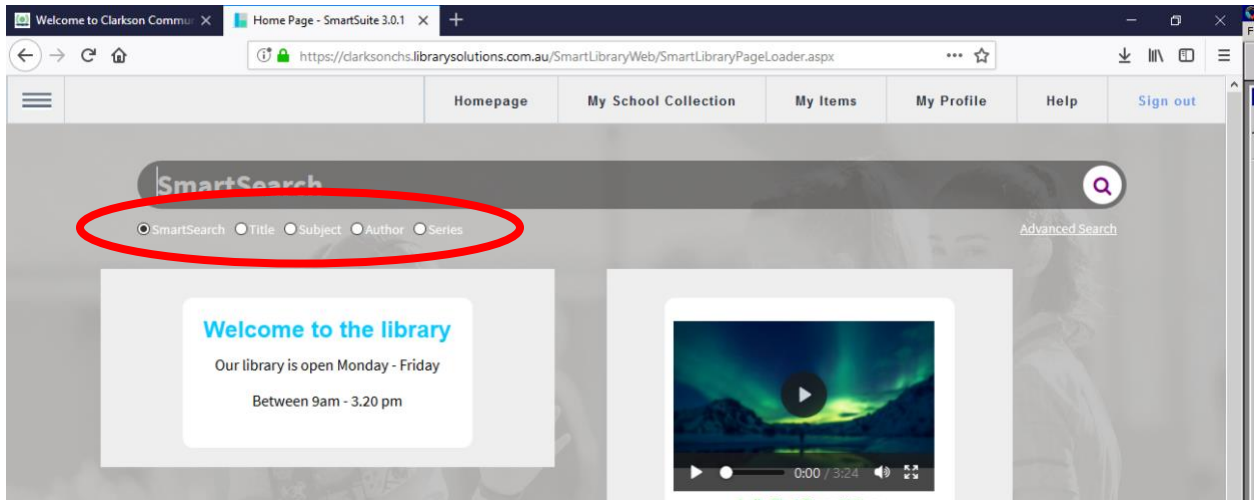 Welcome to Clarkson Commu
Home Page - SmartSuite 3.0.1
https://clarksonchs.librarysolutions.com.au/SmartLibraryWeb/SmartLibraryPageLoader.aspx
Homepage My School Collection My Items My Profile Help Sign out
SmartSearch
SmartSearch Title Subject Author Series Advanced Search
Welcome to the library
Our library is open Monday - Friday
Between 9am - 3.20 pm
0:00 / 3:24